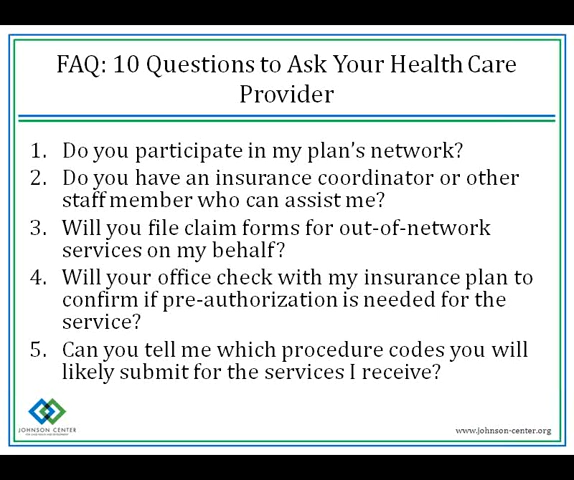 FAQ: 10 Questions to Ask Your Health Care
Provider
1. Do you participate in my plan's network?
2. Do you have an insurance coordinator or other
staff member who can assist me?
3. Will you file claim forms for out-of-network
services on my behalf?
4. Will your office check with my insurance plan to
confirm if pre-authorization is needed for the
service?
5. Can you tell me which procedure codes you will
likely submit for the services I receive?
JOHNSON CENTER
www.johnson-center.org